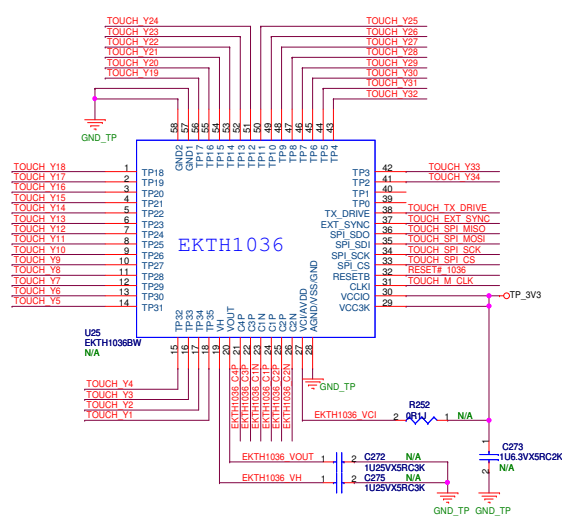 TOUCH_Y24
TOUCH_Y23
TOUCH_Y22
TOUCH_Y21
TOUCH_Y20
TOUCH_Y19
TOUCH_Y25
TOUCH_Y26
TOUCH_Y27
TOUCH_Y28
TOUCH_Y29
TOUCH_Y30
TOUCH_Y31
TOUCH_Y32
GND_TP
58 57 56 55 54 53 52 51 50 49 48 47 46 45 44 43
GND2 GND1 TP17 TP16 TP15 TP14 TP13 TP12 TP11 TP10 TP9 TP8 TP7 TP6 TP5 TP4
TOUCH_Y18 1 TP18
TOUCH_Y17 2 TP19
TOUCH_Y16 3 TP20
TOUCH_Y15 4 TP21
TOUCH_Y14 5 TP22
TOUCH_Y13 6 TP23
TOUCH_Y12 7 TP24
TOUCH_Y11 8 TP25
TOUCH_Y10 9 TP26
TOUCH_Y9 10 TP27
TOUCH_Y8 11 TP28
TOUCH_Y7 12 TP29
TOUCH_Y6 13 TP30
TOUCH_Y5 14 TP31
EKTH1036
TP3 42 TOUCH_Y33
TP2 41 TOUCH_Y34
TP1 40
TP0 39
TX_DRIVE 38 TOUCH_TX_DRIVE
EXT_SYNC 37 TOUCH_EXT_SYNC
SPI_SDO 36 TOUCH_SPI_MISO
SPI_SDI 35 TOUCH_SPI_MOSI
SPI_SCK 34 TOUCH_SPI_SCK
SPI_CS 33 TOUCH_SPI_CS
RESETB 32 RESET#_1036
CLKI 31 TOUCH_M_CLK
VCCIO 30
VCC3K 29
TP_3V3
U25
EKTH1036BW
N/A
TP32 TP33 TP34 TP35 VH VOUT C4P C3P C1N C1P C2P C2N VCI/AVDD AGND/VSS/GND
15 16 17 18 19 20 21 22 23 24 25 26 27 28
EKTH1036_C4P
EKTH1036_C3P
EKTH1036_C1N
EKTH1036_C1P
EKTH1036_C2P
EKTH1036_C2N
GND_TP
TOUCH_Y4
TOUCH_Y3
TOUCH_Y2
TOUCH_Y1
R252
EKTH1036_VCI 2 0R1J 1 N/A
EKTH1036_VOUT 1 2 C272 N/A
1U25VX5RC3K
EKTH1036_VH 1 2 C275 N/A
1U25VX5RC3K
GND_TP
1
2
C273
1U6.3VX5RC2K
N/A
GND_TP